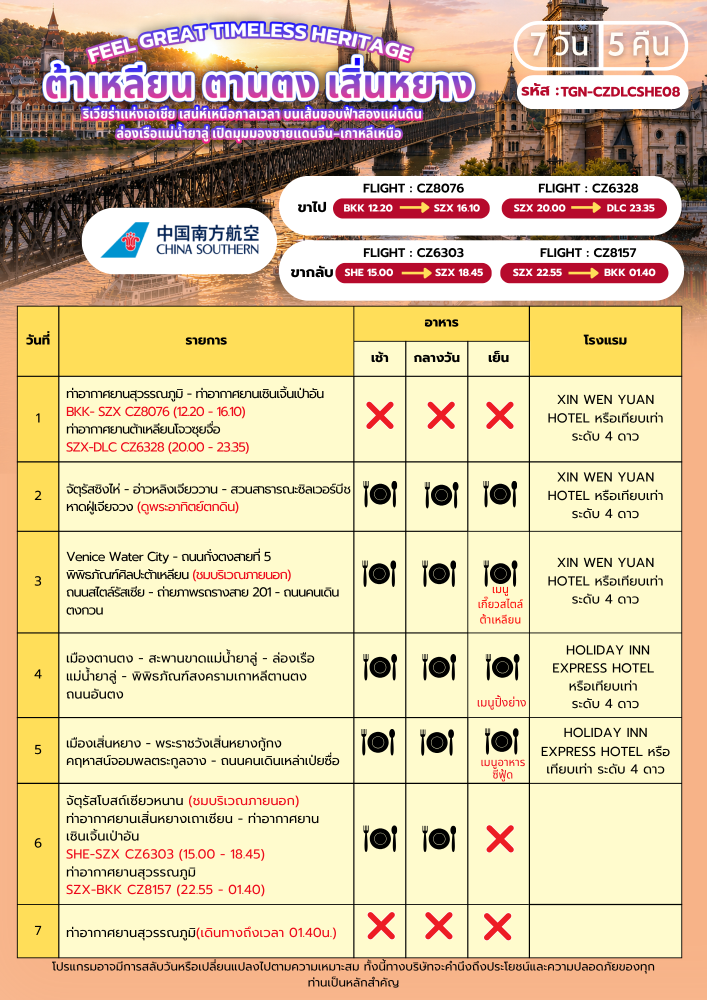 FEEL GREAT TIMELESS HERITAGE
ต้าเหลียน ตานตง เสิ่นหยาง
ริเวียร่าแห่งเอเชีย เสน่ห์เหนือกาลเวลา บนเส้นขอบฟ้าสองแผ่นดิน
ล่องเรือแม่น้ำยาลู่ เปิดมุมมองชายแดนจีน-เกาหลีเหนือ
7 วัน 5 คืน
รหัส : TGN-CZDLCSHE08
中国南方航空
CHINA SOUTHERN
FLIGHT : CZ8076 FLIGHT : CZ6328
ขาไป BKK 12.20 SZX 16.10 SZX 20.00 DLC 23.35
FLIGHT : CZ6303 FLIGHT : CZ8157
ขากลับ SHE 15.00 SZX 18.45 SZX 22.55 BKK 01.40
วันที่ รายการ อาหาร โรงแรม
เช้า กลางวัน เย็น
1
ท่าอากาศยานสุวรรณภูมิ - ท่าอากาศยานเซินเจิ้นเป่าอัน
BKK- SZX CZ8076 (12.20 - 16.10)
ท่าอากาศยานต้าเหลียนโจวซุยจื่อ
SZX-DLC CZ6328 (20.00 - 23.35)
XIN WEN YUAN
HOTEL หรือเทียบเท่า
ระดับ 4 ดาว
2
จัตุรัสซิงไห่ - อ่าวหลิงเจียววาน - สวนสาธารณะซิลเวอร์บีช
หาดฝู่เจียจวง (ดูพระอาทิตย์ตกดิน)
XIN WEN YUAN
HOTEL หรือเทียบเท่า
ระดับ 4 ดาว
3
Venice Water City - ถนนกั่งตงสายที่ 5
พิพิธภัณฑ์ศิลปะต้าเหลียน (ชมบริเวณภายนอก)
ถนนสไตล์รัสเซีย - ถ่ายภาพรถรางสาย 201 - ถนนคนเดิน
ตงกวน
เมนู
เกี๊ยวสไตล์
ต้าเหลียน
XIN WEN YUAN
HOTEL หรือเทียบเท่า
ระดับ 4 ดาว
4
เมืองตานตง - สะพานขาดแม่น้ำยาลู่ - ล่องเรือ
แม่น้ำยาลู่ - พิพิธภัณฑ์สงครามเกาหลีตานตง
ถนนอันตง
เมนูปิ้งย่าง
HOLIDAY INN
EXPRESS HOTEL
หรือเทียบเท่า
ระดับ 4 ดาว
5
เมืองเสิ่นหยาง - พระราชวังเสิ่นหยางกู้กง
คฤหาสน์จอมพลตระกูลจาง - ถนนคนเดินเหล่าเป่ยซื่อ
เมนูอาหาร
ซีฟู้ด
HOLIDAY INN
EXPRESS HOTEL หรือ
เทียบเท่า ระดับ 4 ดาว
6
จัตุรัสโบสถ์เซียวหนาน (ชมบริเวณภายนอก)
ท่าอากาศยานเสิ่นหยางเถาเซียน - ท่าอากาศยาน
เซินเจิ้นเป่าอัน
SHE-SZX CZ6303 (15.00 - 18.45)
ท่าอากาศยานสุวรรณภูมิ
SZX-BKK CZ8157 (22.55 - 01.40)
7
ท่าอากาศยานสุวรรณภูมิ(เดินทางถึงเวลา 01.40น.)
โปรแกรมอาจมีการสลับวันหรือเปลี่ยนแปลงไปตามความเหมาะสม ทั้งนี้ทางบริษัทจะคำนึงถึงประโยชน์และความปลอดภัยของทุก
ท่านเป็นหลักสำคัญ